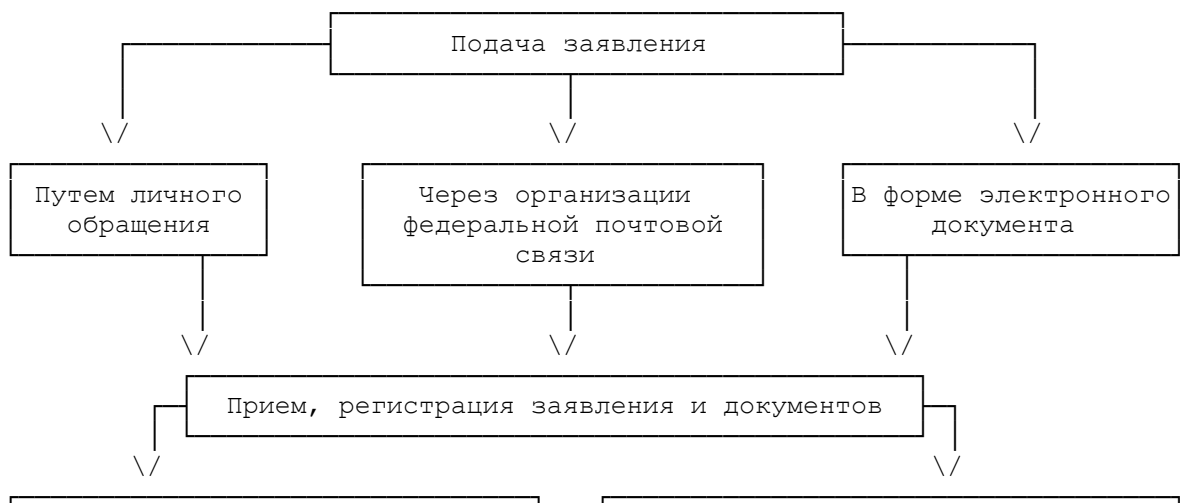 Подача заявления
Путем личного
обращения
Через организации
федеральной почтовой
связи
В форме электронного
документа
Прием, регистрация заявления и документов